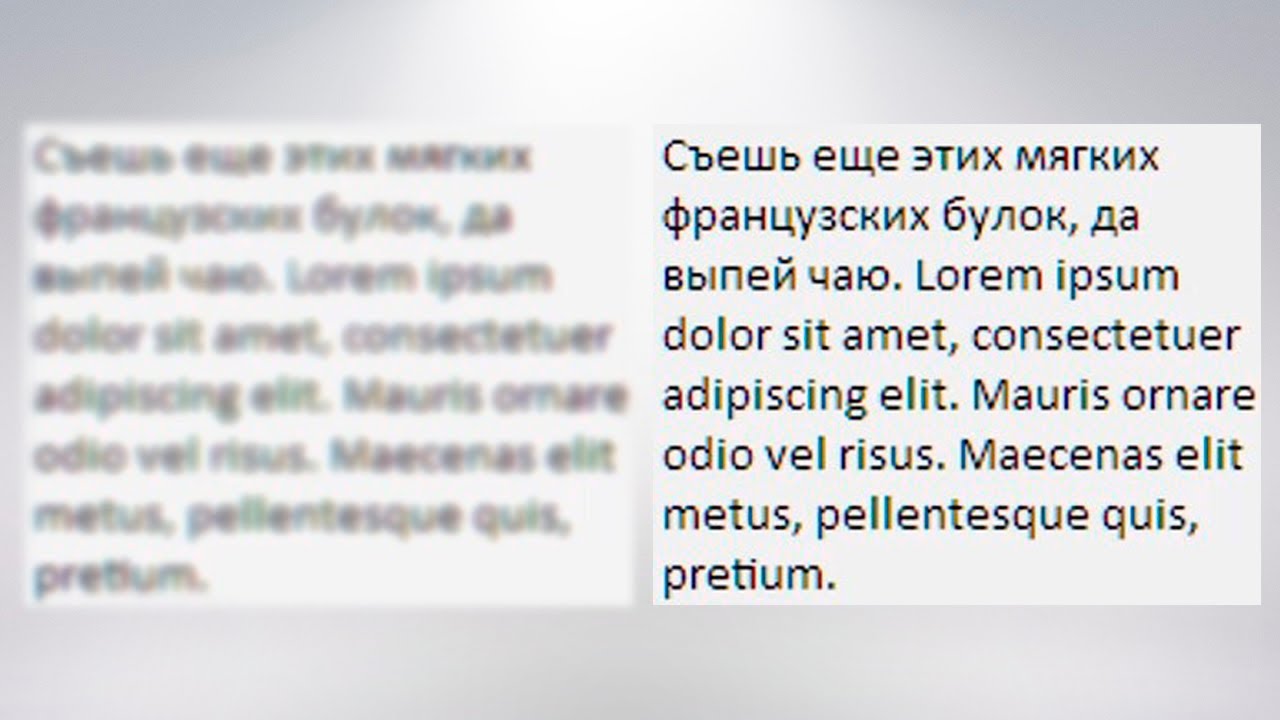 Съешь еще этих мягких
французских булок, да
выпей чаю. Lorem ipsum
dolor sit amet, consectetuer
adipiscing elit. Mauris ornare
odio vel risus. Maecenas elit
metus, pellentesque quis,
pretium.
Съешь еще этих мягких
французских булок, да
выпей чаю. Lorem ipsum
dolor sit amet, consectetuer
adipiscing elit. Mauris ornare
odio vel risus. Maecenas elit
metus, pellentesque quis,
pretium.